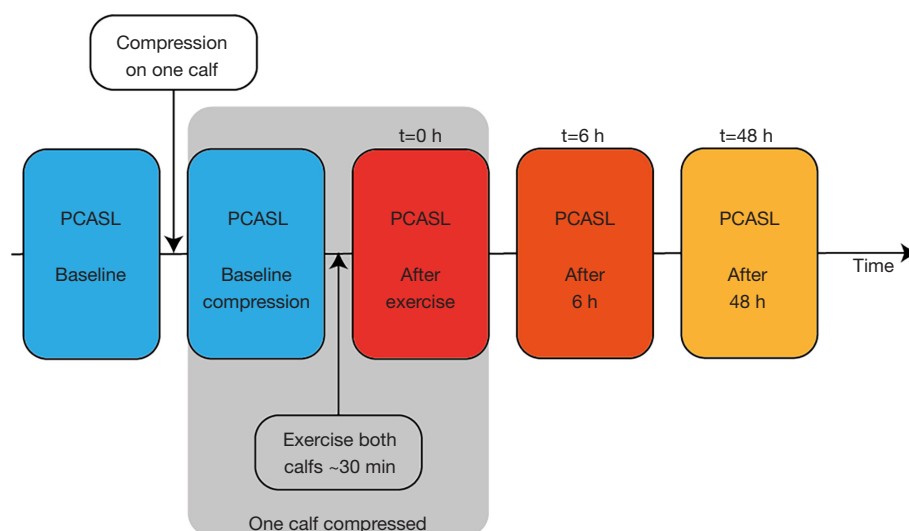 Compression
on one calf
t=0 h
t=6 h
t=48 h
PCASL
Baseline
PCASL
Baseline
compression
PCASL
After
exercise
PCASL
After
6 h
PCASL
After
48 h
Time
Exercise both
calfs ~30 min
One calf compressed